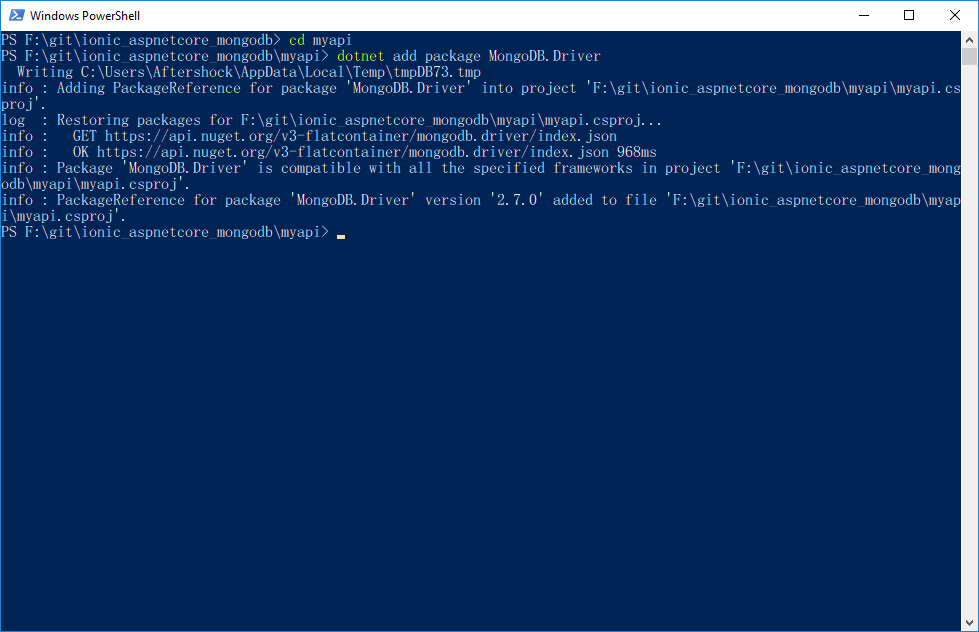 Windows PowerShell
PS F:\git\ionic_aspnetcore_mongodb> cd myapi
PS F:\git\ionic_aspnetcore_mongodb\myapi> dotnet add package MongoDB.Driver
  Writing C:\Users\Aftershock\AppData\Local\Temp\tmpDB73.tmp
info : Adding PackageReference for package 'MongoDB.Driver' into project 'F:\git\ionic_aspnetcore_mongodb\myapi\myapi.cs
proj'.
log  : Restoring packages for F:\git\ionic_aspnetcore_mongodb\myapi\myapi.csproj...
info :   GET https://api.nuget.org/v3-flatcontainer/mongodb.driver/index.json
info :   OK https://api.nuget.org/v3-flatcontainer/mongodb.driver/index.json 968ms
info : Package 'MongoDB.Driver' is compatible with all the specified frameworks in project 'F:\git\ionic_aspnetcore_mong
odb\myapi\myapi.csproj'.
info : PackageReference for package 'MongoDB.Driver' version '2.7.0' added to file 'F:\git\ionic_aspnetcore_mongodb\myap
i\myapi.csproj'.
PS F:\git\ionic_aspnetcore_mongodb\myapi>